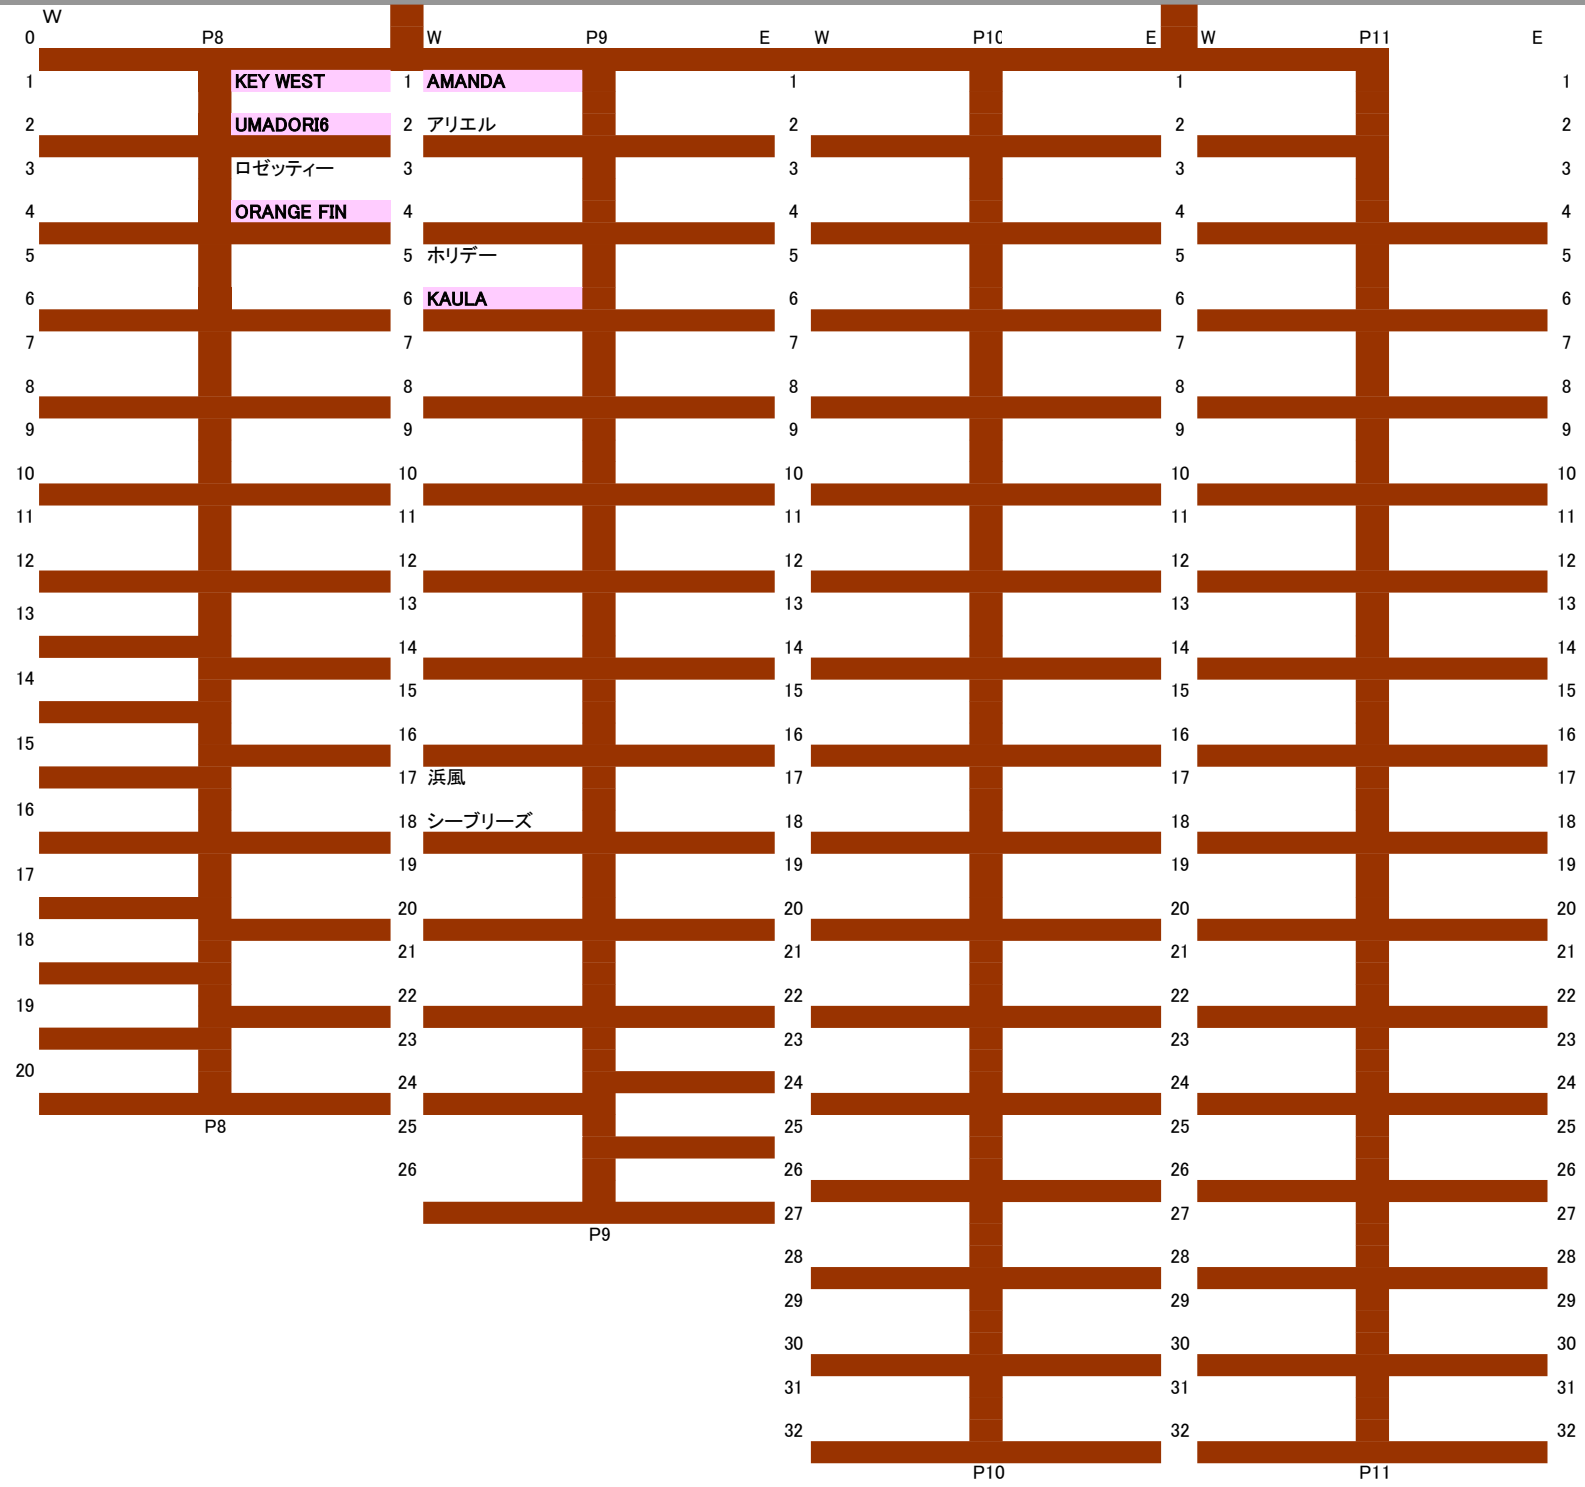 W
0 P8 W P9 E W P10 E W P11 E
1 KEY WEST 1 AMANDA 1 1 1
2 UMADORI6 2 アリエル 2 2 2
3 ロゼッティー 3 3 3 3
4 ORANGE FIN 4 4 4 4
5 5 ホリデー 5 5 5
6 6 KAULA 6 6 6
7 7 7 7 7
8 8 8 8 8
9 9 9 9 9
10 10 10 10 10
11 11 11 11 11
12 12 12 12 12
13 13 13 13 13
14 14 14 14
14 15 15 15 15
15 16 16 16 16
17 浜風 17 17 17
16 18 シーブリーズ 18 18 18
17 19 19 19 19
20 20 20 20
18 21 21 21 21
19 22 22 22 22
23 23 23 23
20 24 24 24 24
P8 25 25 25 25
26 26 26 26
27 27 27
P9
28 28 28
29 29 29
30 30 30
31 31 31
32 32 32
P10 P11